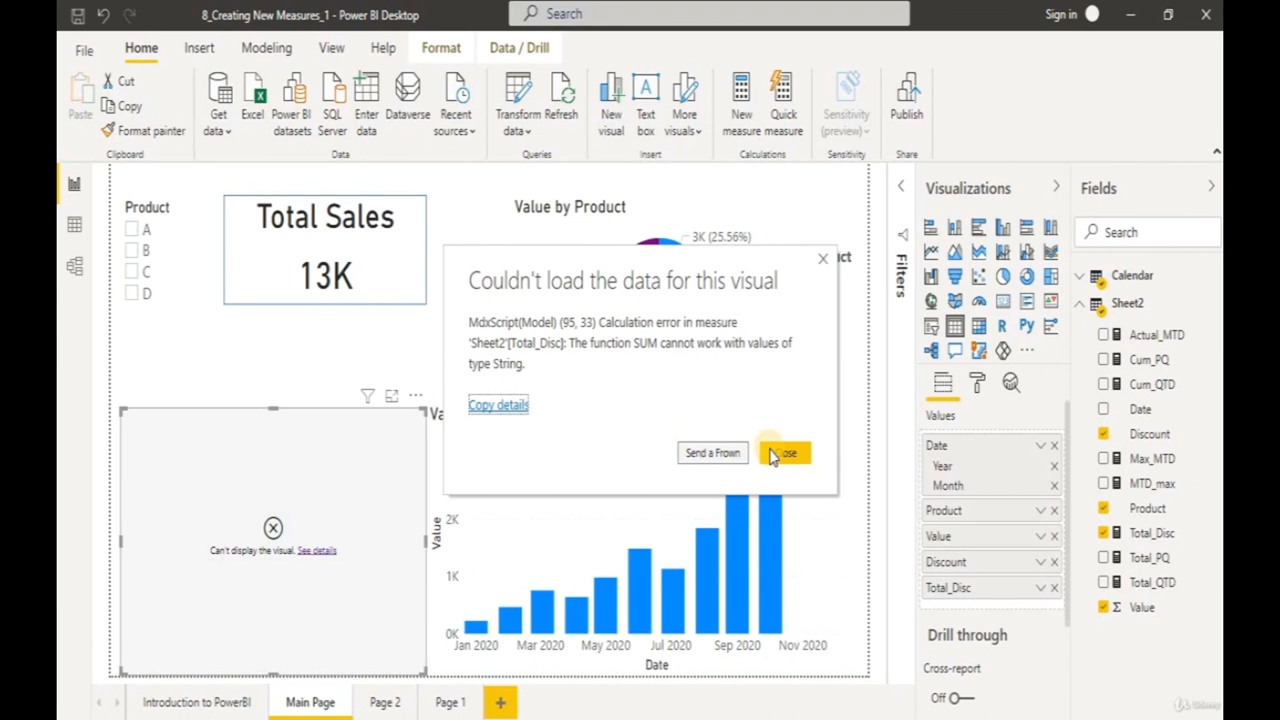 8_Creating New Measures_1 - Power BI Desktop
Search
Sign in
File
Home
Insert
Modeling
View
Help
Format
Data / Drill
Paste
Cut
Copy
Format painter
Get data
Excel
Power BI datasets
SQL Server
Enter data
Dataverse
Recent sources
Transform data
Refresh
New visual
Text box
A
More visuals
New measure
Quick measure
Sensitivity (preview)
Publish
Clipboard
Data
Queries
Insert
Calculations
Sensitivity
Share
Product
A
B
C
D
Total Sales
13K
Value by Product
3K (25.56%)
Couldn't load the data for this visual
MdxScript(Model) (95, 33) Calculation error in measure
'Sheet2'[Total_Disc]: The function SUM cannot work with values of
type String.
Copy details
Send a Frown
Can't display the visual. See details
Value
2K
1K
0K
Jan 2020
Mar 2020
May 2020
Jul 2020
Sep 2020
Nov 2020
Date
Filters
Visualizations
R
Py
Values
Date
Year
Month
Product
Value
Discount
Total_Disc
Drill through
Cross-report
Off
Fields
Search
Calendar
Sheet2
Actual_MTD
Cum_PQ
Cum_QTD
Date
Discount
Max_MTD
MTD_max
Product
Total_Disc
Total_PQ
Total_QTD
Σ Value
Introduction to PowerBI
Main Page
Page 2
Page 1
+
Udemy